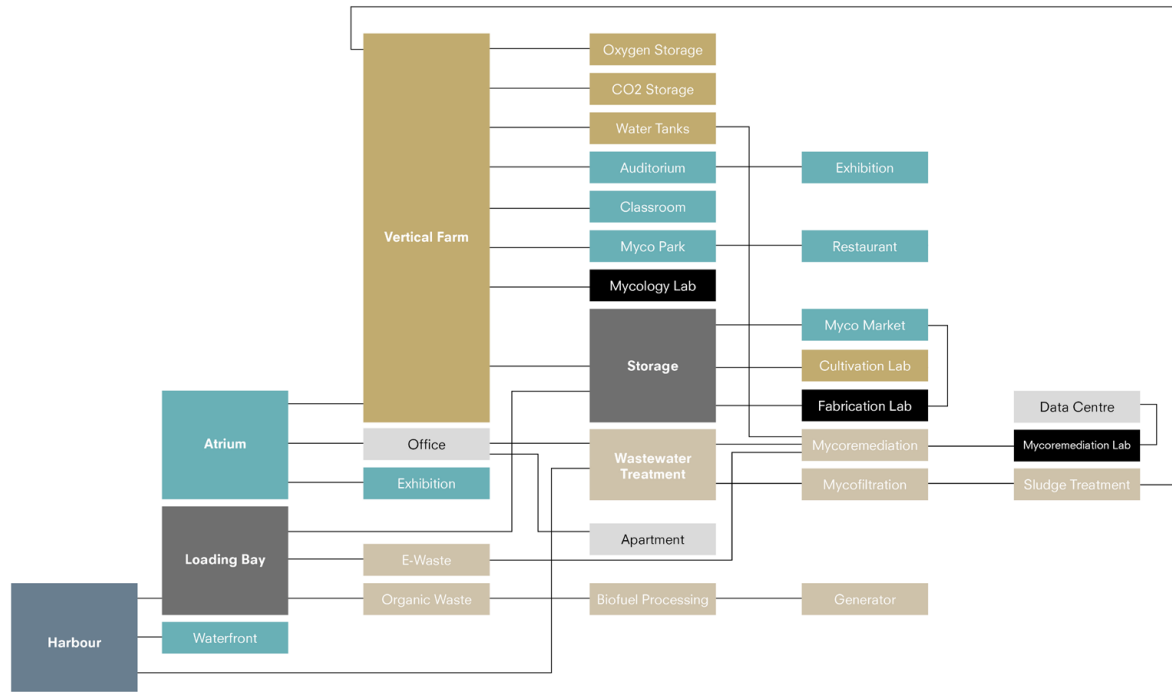 Oxygen Storage
CO2 Storage
Water Tanks
Auditorium
Exhibition
Classroom
Vertical Farm
Myco Park
Restaurant
Mycology Lab
Myco Market
Storage
Cultivation Lab
Fabrication Lab
Data Centre
Atrium
Office
Wastewater
Treatment
Mycoremediation
Mycoremediation Lab
Exhibition
Mycofiltration
Sludge Treatment
Apartment
Loading Bay
E-Waste
Organic Waste
Biofuel Processing
Generator
Harbour
Waterfront